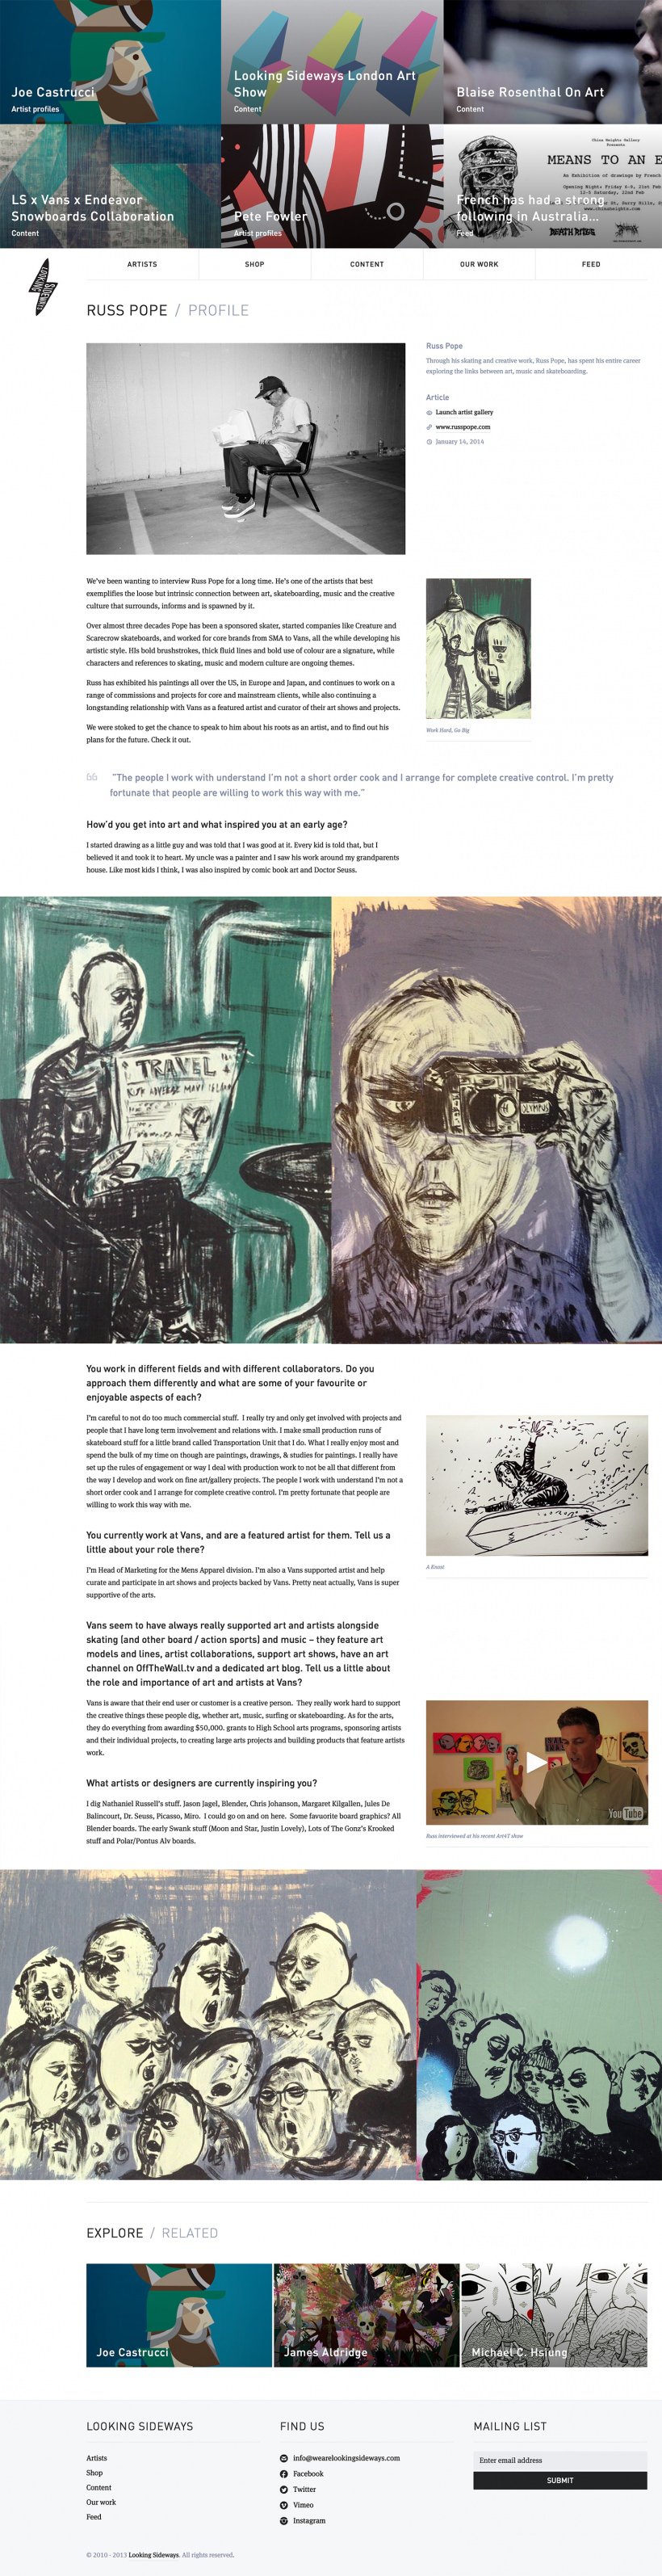 Joe Castrucci
Artist profiles
Looking Sideways London Art
Show
Content
Blaise Rosenthal On Art
Content
LS x Vans x Endeavor
Snowboards Collaboration
Content
Pete Fowler
Artist profiles
China Heights Gallery
Presents
MEANS TO AN E
An Exhibition of drawings by French
Opening Night: Friday 6-9, 21st Feb
12-5 Saturday, 22nd Feb
www.chinaheights.com
DEATH RIDES
French has had a strong
following in Australia...
Feed
ARTISTS
SHOP
CONTENT
OUR WORK
FEED
RUSS POPE / PROFILE
Russ Pope
Through his skating and creative work, Russ Pope, has spent his entire career
exploring the links between art, music and skateboarding.
Article
Launch artist gallery
www.russpope.com
January 14, 2014
We've been wanting to interview Russ Pope for a long time. He's one of the artists that best
exemplifies the loose but intrinsic connection between art, skateboarding, music and the creative
culture that surrounds, informs and is spawned by it.
Over almost three decades Pope has been a sponsored skater, started companies like Creature and
Scarecrow skateboards, and worked for core brands from SMA to Vans, all the while developing his
artistic style. HIs bold brushstrokes, thick fluid lines and bold use of colour are a signature, while
characters and references to skating, music and modern culture are ongoing themes.
Russ has exhibited his paintings all over the US, in Europe and Japan, and continues to work on a
range of commissions and projects for core and mainstream clients, while also continuing a
longstanding relationship with Vans as a featured artist and curator of their art shows and projects.
We were stoked to get the chance to speak to him about his roots as an artist, and to find out his
plans for the future. Check it out.
Work Hard, Go Big
"The people I work with understand I'm not a short order cook and I arrange for complete creative control. I'm pretty
fortunate that people are willing to work this way with me."
How'd you get into art and what inspired you at an early age?
I started drawing as a little guy and was told that I was good at it. Every kid is told that, but I
believed it and took it to heart. My uncle was a painter and I saw his work around my grandparents
house. Like most kids I think, I was also inspired by comic book art and Doctor Seuss.
TRAVEL
OLYMPUS
You work in different fields and with different collaborators. Do you
approach them differently and what are some of your favourite or
enjoyable aspects of each?
I'm careful to not do too much commercial stuff. I really try and only get involved with projects and
people that I have long term involvement and relations with. I make small production runs of
skateboard stuff for a little brand called Transportation Unit that I do. What I really enjoy most and
spend the bulk of my time on though are paintings, drawings, & studies for paintings. I really have
set up the rules of engagement or way I deal with production work to not be all that different from
the way I develop and work on fine art/gallery projects. The people I work with understand I'm not a
short order cook and I arrange for complete creative control. I'm pretty fortunate that people are
willing to work this way with me.
A Roost
You currently work at Vans, and are a featured artist for them. Tell us a
little about your role there?
I'm Head of Marketing for the Mens Apparel division. I'm also a Vans supported artist and help
curate and participate in art shows and projects backed by Vans. Pretty neat actually, Vans is super
supportive of the arts.
Vans seem to have always really supported art and artists alongside
skating (and other board / action sports) and music – they feature art
models and lines, artist collaborations, support art shows, have an art
channel on OffTheWall.tv and a dedicated art blog. Tell us a little about
the role and importance of art and artists at Vans?
Vans is aware that their end user or customer is a creative person. They really work hard to support
the creative things these people dig, whether art, music, surfing or skateboarding. As for the arts,
they do everything from awarding $50,000. grants to High School arts programs, sponsoring artists
and their individual projects, to creating large arts projects and building products that feature artists
work.
YouTube
Russ interviewed at his recent ArtAT show
What artists or designers are currently inspiring you?
I dig Nathaniel Russell's stuff. Jason Jagel, Blender, Chris Johanson, Margaret Kilgallen, Jules De
Balincourt, Dr. Seuss, Picasso, Miro. I could go on and on here. Some favourite board graphics? All
Blender boards. The early Swank stuff (Moon and Star, Justin Lovely), Lots of The Gonz's Krooked
stuff and Polar/Pontus Alv boards.
EXPLORE / RELATED
Joe Castrucci
James Aldridge
Michael C. Hsiung
LOOKING SIDEWAYS
Artists
Shop
Content
Our work
Feed
FIND US
info@wearelookingsideways.com
Facebook
Twitter
Vimeo
Instagram
MAILING LIST
Enter email address
SUBMIT
© 2010 - 2013 Looking Sideways. All rights reserved.